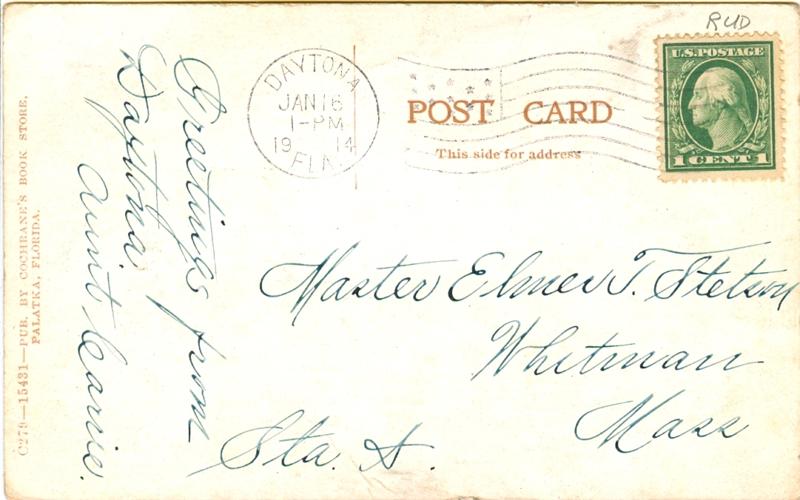 RUD
DAYTONA
JAN 16
1-PM
19 14
FLA.
U.S. POSTAGE
1 CENT 1
POST CARD
This side for address
Greetings from
Daytona
Aunt Carrie.
Master Elmer T. Stetson
Whitman
Mass
Sta. A.
C279—15431—PUB. BY COCHRANE'S BOOK STORE,
PALATKA, FLORIDA.